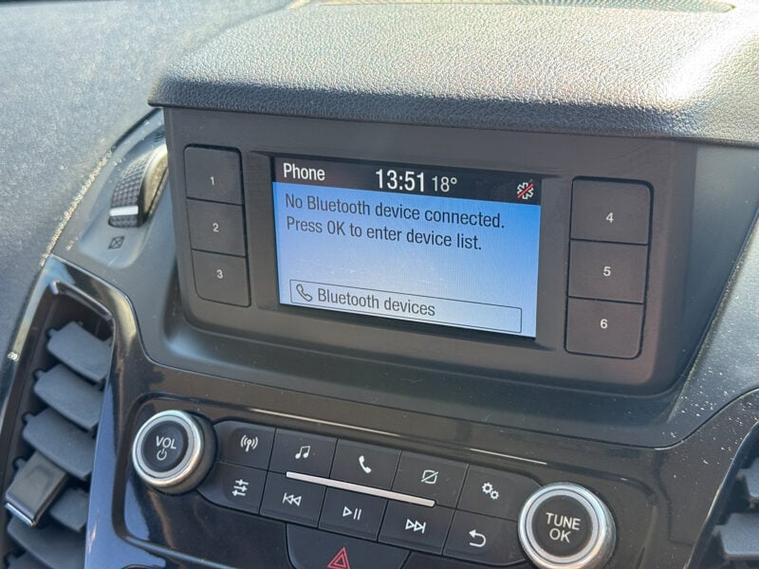 Phone 13:51 18°
No Bluetooth device connected.
Press OK to enter device list.
Bluetooth devices
1
2
3
4
5
6
VOL
TUNE
OK